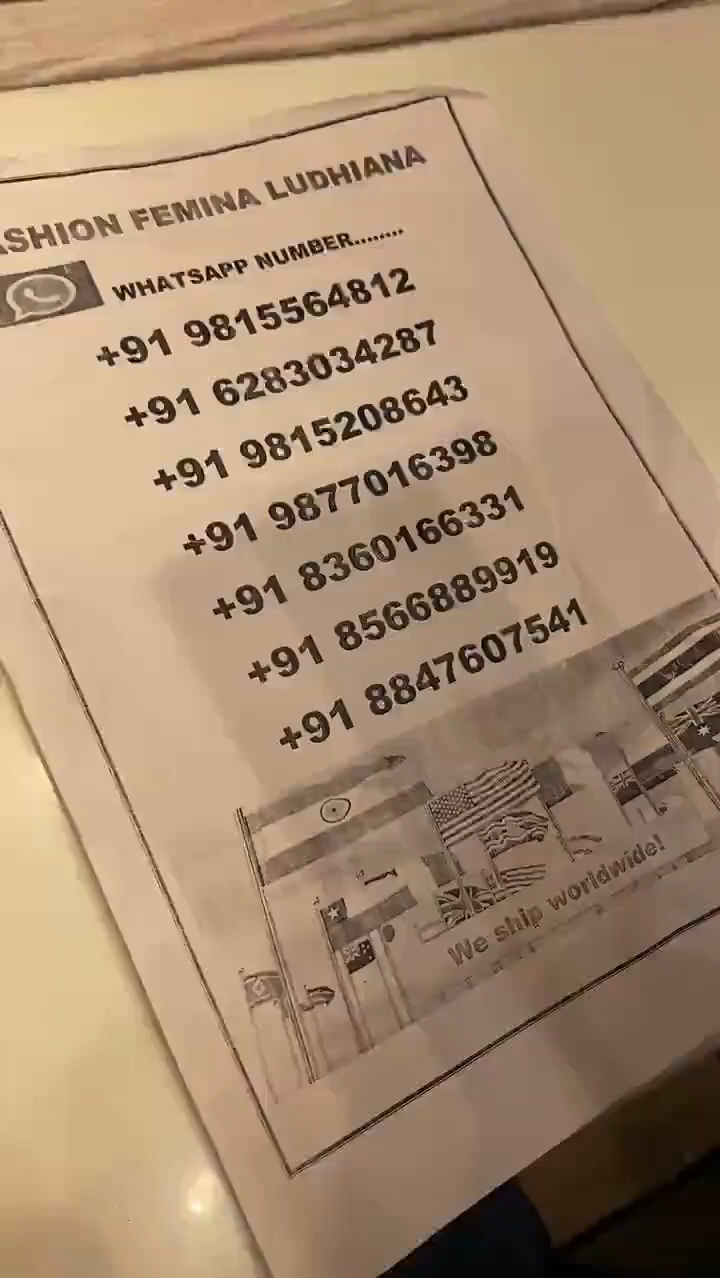 ASHION FEMINA LUDHIANA
WHATSAPP NUMBER........
+91 9815564812
+91 6283034287
+91 9815208643
+91 9877016398
+91 8360166331
+91 8566889919
+91 8847607541
We ship worldwide!